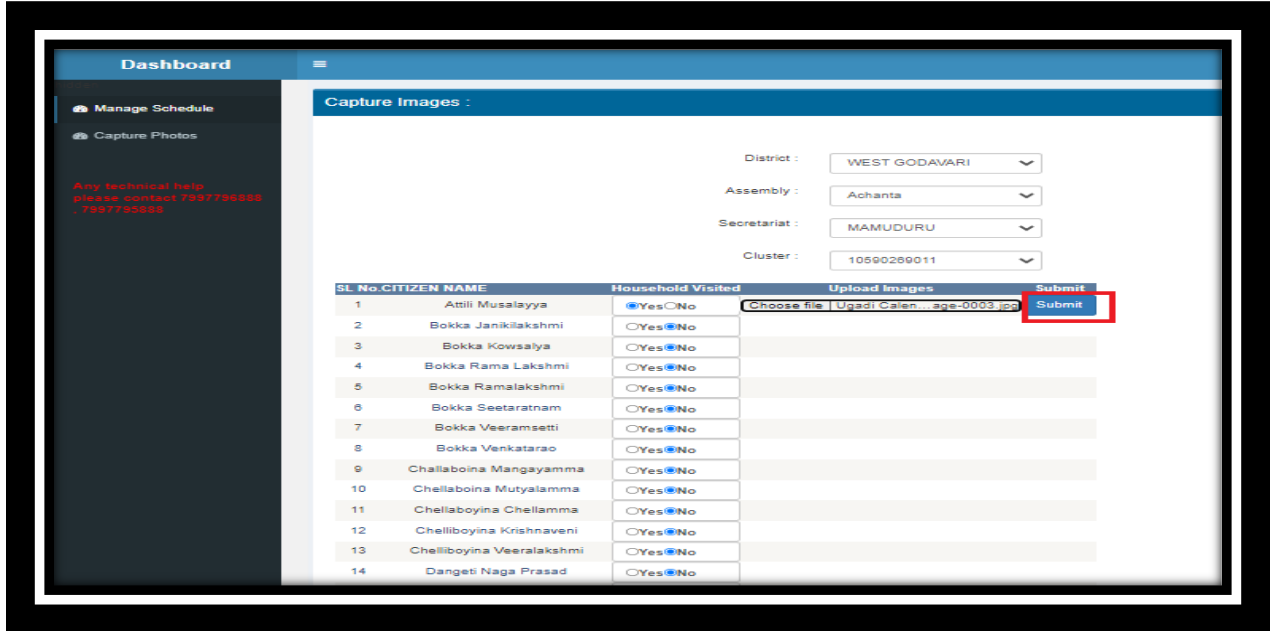 Dashboard
Manage Schedule
Capture Photos
Any technical help
please contact 7997796888
, 7997795888
Capture Images :
District : WEST GODAVARI
Assembly : Achanta
Secretariat : MAMUDURU
Cluster : 10590269011
SL No. CITIZEN NAME Household Visited Upload Images Submit
1 Attili Musalayya Yes No Choose file Ugadi Calen...age-0003.jpg Submit
2 Bokka Janikilakshmi Yes No
3 Bokka Kowsalya Yes No
4 Bokka Rama Lakshmi Yes No
5 Bokka Ramalakshmi Yes No
6 Bokka Seetaratnam Yes No
7 Bokka Veeramsetti Yes No
8 Bokka Venkatarao Yes No
9 Challaboina Mangayamma Yes No
10 Chellaboina Mutyalamma Yes No
11 Chellaboyina Chellamma Yes No
12 Chelliboyina Krishnaveni Yes No
13 Chelliboyina Veeralakshmi Yes No
14 Dangeti Naga Prasad Yes No